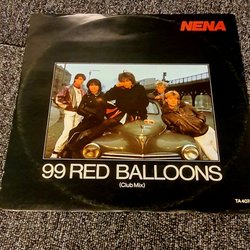 NENA
99 RED BALLOONS
(Club Mix)